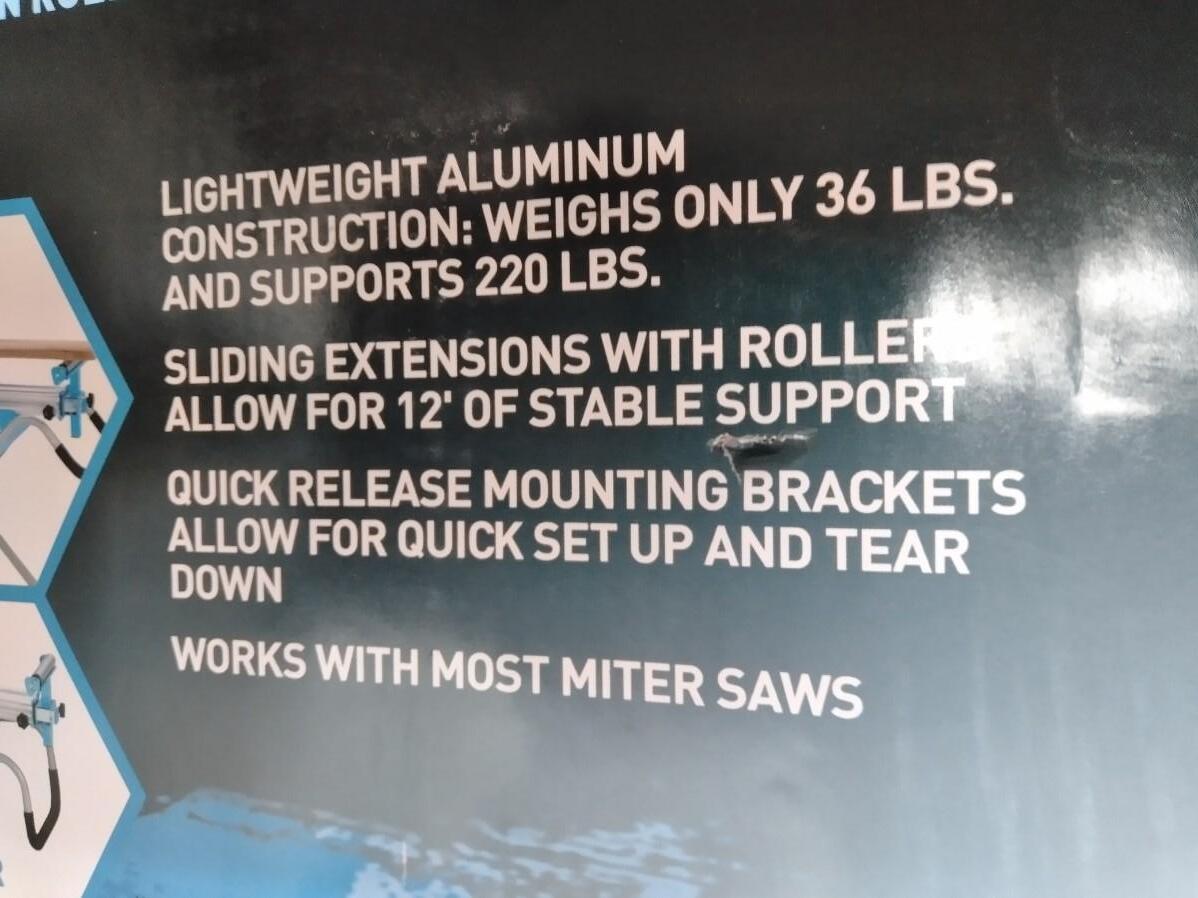 LIGHTWEIGHT ALUMINUM
CONSTRUCTION: WEIGHS ONLY 36 LBS.
AND SUPPORTS 220 LBS.
SLIDING EXTENSIONS WITH ROLLERS
ALLOW FOR 12' OF STABLE SUPPORT
QUICK RELEASE MOUNTING BRACKETS
ALLOW FOR QUICK SET UP AND TEAR
DOWN
WORKS WITH MOST MITER SAWS